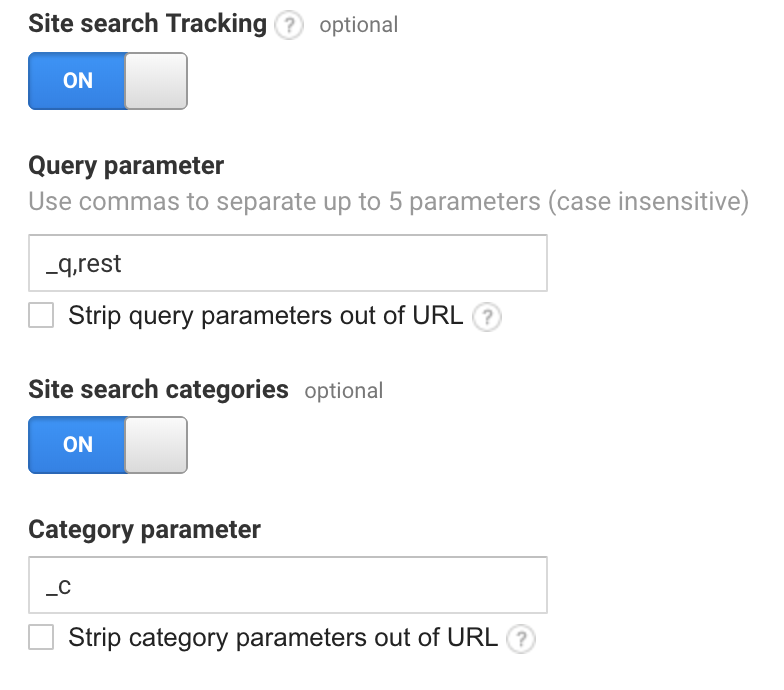 Site search Tracking ? optional
ON
Query parameter
Use commas to separate up to 5 parameters (case insensitive)
_q,rest
Strip query parameters out of URL ?
Site search categories optional
ON
Category parameter
_c
Strip category parameters out of URL ?